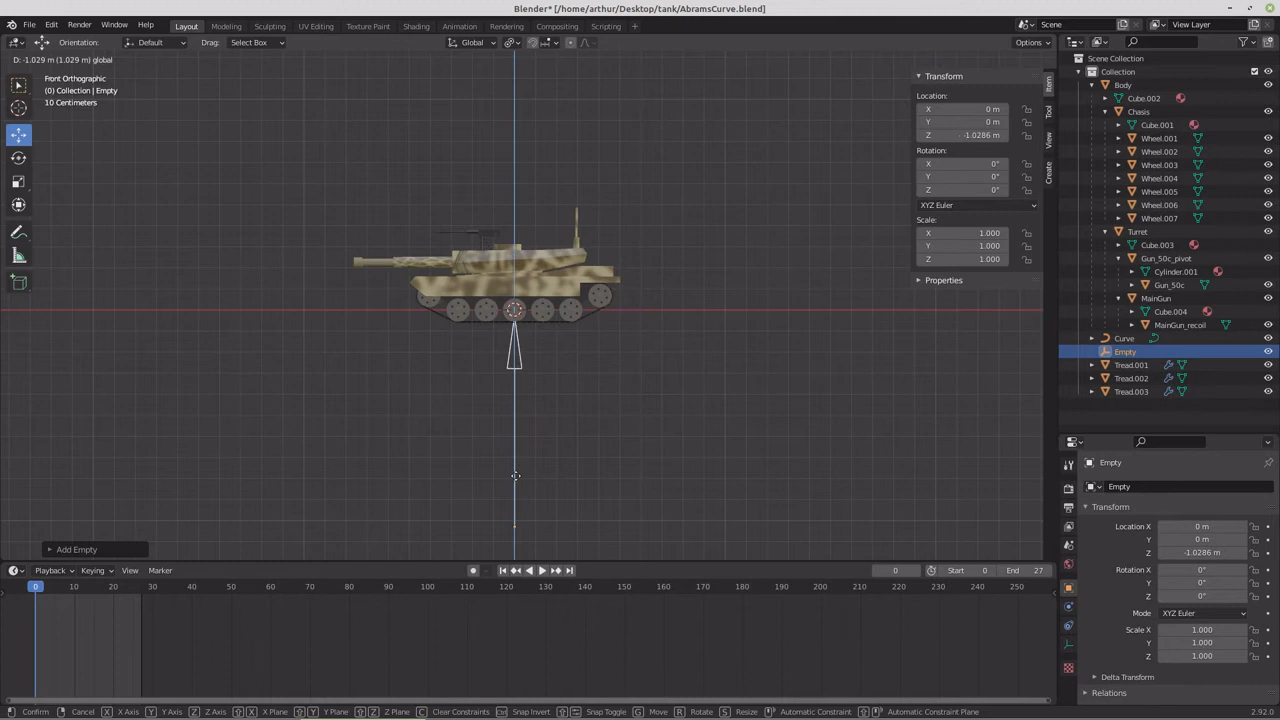 Blender* [/home/arthur/Desktop/tank/AbramsCurve.blend]
File Edit Render Window Help Layout Modeling Sculpting UV Editing Texture Paint Shading Animation Rendering Compositing Scripting + Scene View Layer
Orientation: Default Drag: Select Box Global Options
D: -1.029 m (1.029 m) global
Front Orthographic
(0) Collection | Empty
10 Centimeters
Transform
Location:
X 0 m
Y 0 m
Z -1.0286 m
Rotation:
X 0°
Y 0°
Z 0°
XYZ Euler
Scale:
X 1.000
Y 1.000
Z 1.000
Properties
Item
Tool
View
Create
Scene Collection
Collection
Body
Cube.002
Chasis
Cube.001
Wheel.001
Wheel.002
Wheel.003
Wheel.004
Wheel.005
Wheel.006
Wheel.007
Turret
Cube.003
Gun_50c_pivot
Cylinder.001
Gun_50c
MainGun
Cube.004
MainGun_recoil
Curve
Empty
Tread.001
Tread.002
Tread.003
Empty
Empty
Transform
Location X 0 m
Y 0 m
Z -1.0286 m
Rotation X 0°
Y 0°
Z 0°
Mode XYZ Euler
Scale X 1.000
Y 1.000
Z 1.000
Delta Transform
Relations
Add Empty
Playback Keying View Marker 0 Start 0 End 27
0 10 20 30 40 50 60 70 80 90 100 110 120 130 140 150 160 170 180 190 200 210 220 230 240 250
Confirm Cancel X X Axis Y Y Axis Z Z Axis X X Plane Y Y Plane Z Z Plane C Clear Constraints Snap Invert Snap Toggle G Move R Rotate S Resize Automatic Constraint Automatic Constraint Plane 2.92.0